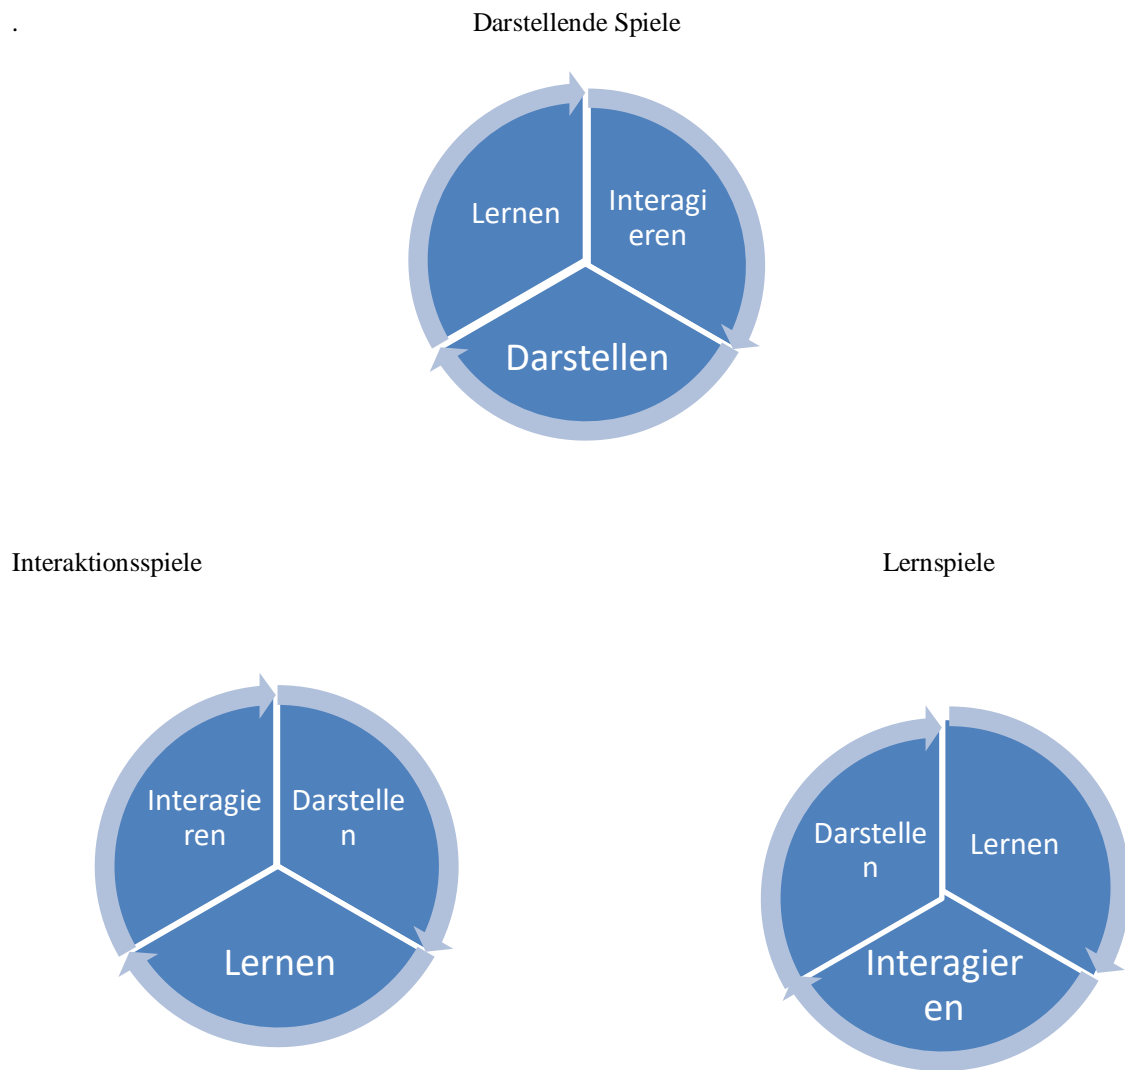 .
Darstellende Spiele
Lernen
Interagi
eren
Darstellen
Interaktionsspiele
Lernspiele
Interagie
ren
Darstelle
n
Lernen
Darstelle
n
Lernen
Interagier
en